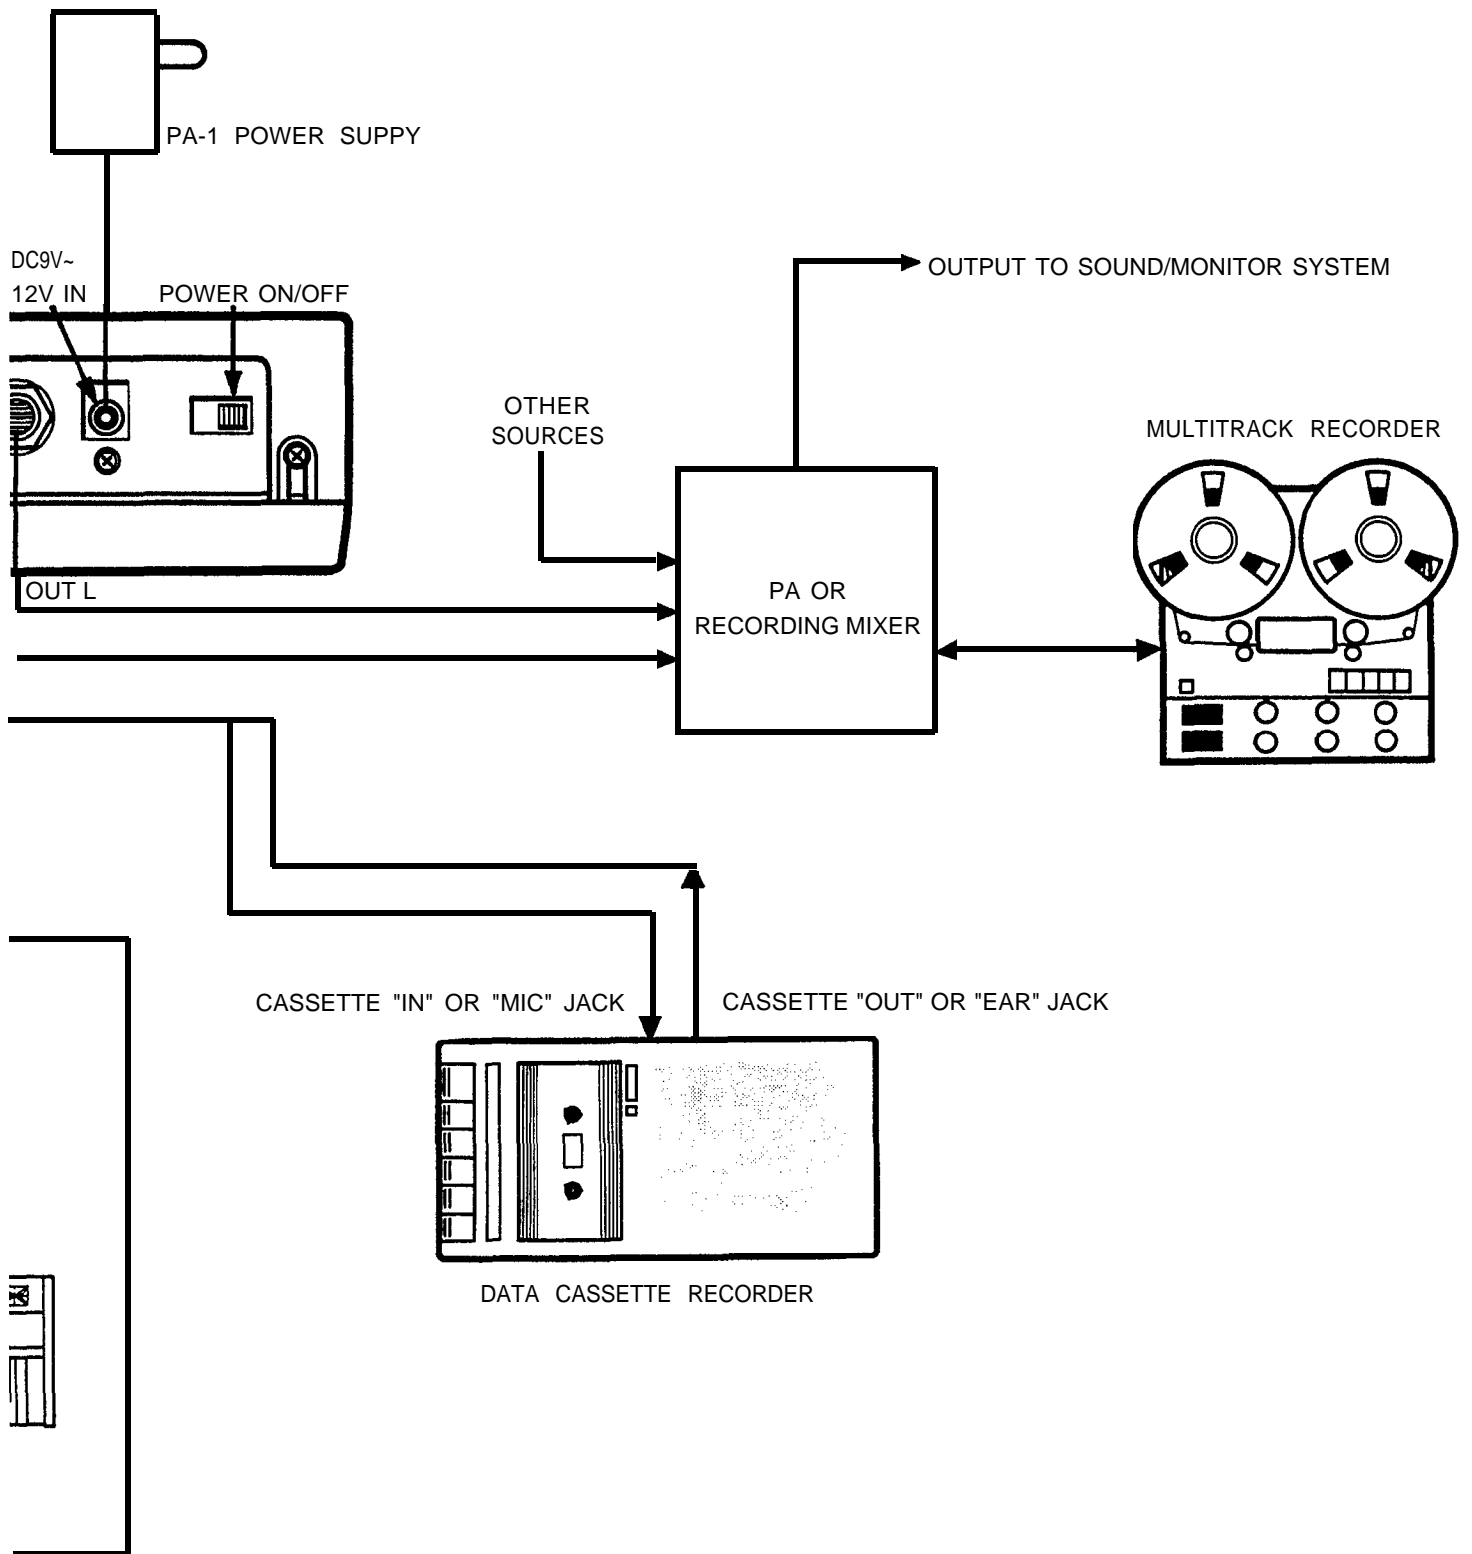 PA-1 POWER SUPPY
DC9V~
12V IN
POWER ON/OFF
OUTPUT TO SOUND/MONITOR SYSTEM
OTHER
SOURCES
MULTITRACK RECORDER
OUT L
PA OR
RECORDING MIXER
CASSETTE "IN" OR "MIC" JACK
CASSETTE "OUT" OR "EAR" JACK
DATA CASSETTE RECORDER